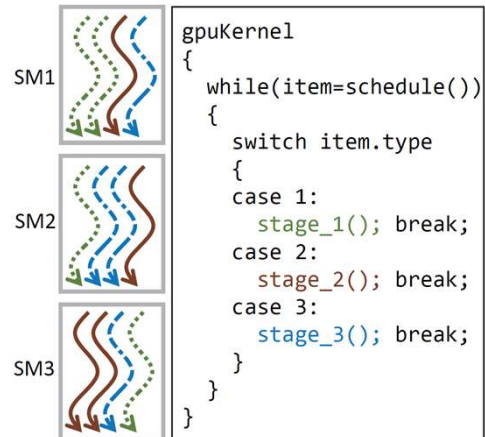 SM1
SM2
SM3
gpuKernel
{
while(item=schedule())
{
switch item.type
{
case 1:
stage_1(); break;
case 2:
stage_2(); break;
case 3:
stage_3(); break;
}
}
}